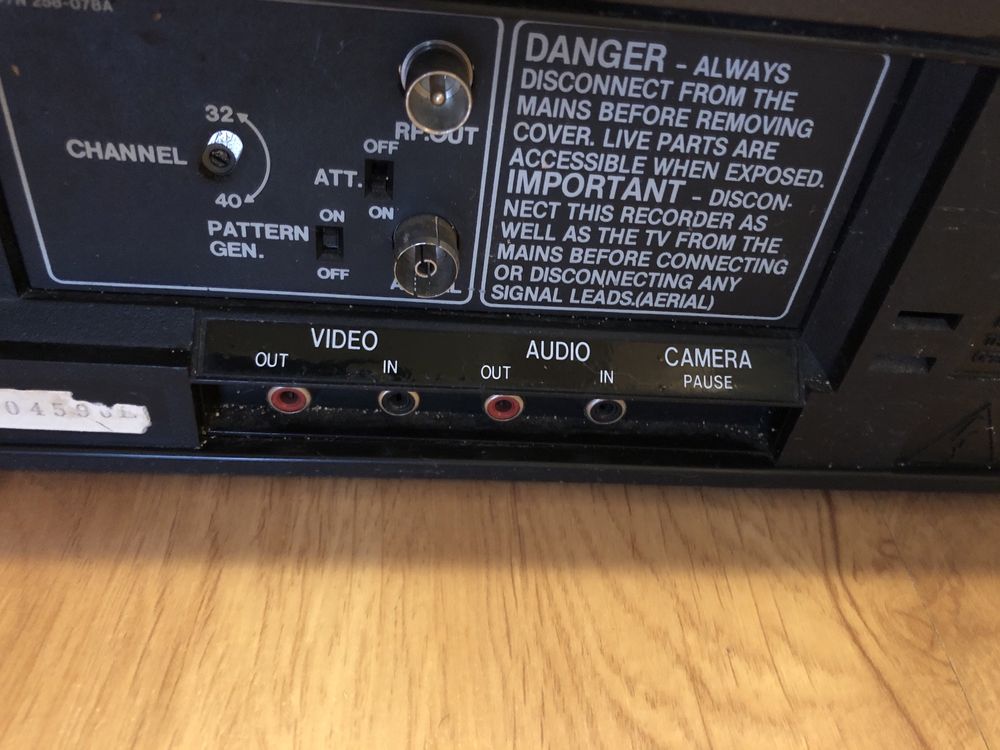 P/N 256-078A
CHANNEL
32
40
RF.OUT
ATT.
OFF
ON
PATTERN
GEN.
ON
OFF
DANGER - ALWAYS
DISCONNECT FROM THE
MAINS BEFORE REMOVING
COVER. LIVE PARTS ARE
ACCESSIBLE WHEN EXPOSED.
IMPORTANT - DISCON-
NECT THIS RECORDER AS
WELL AS THE TV FROM THE
MAINS BEFORE CONNECTING
OR DISCONNECTING ANY
SIGNAL LEADS.(AERIAL)
VIDEO
OUT
IN
AUDIO
OUT
IN
CAMERA
PAUSE